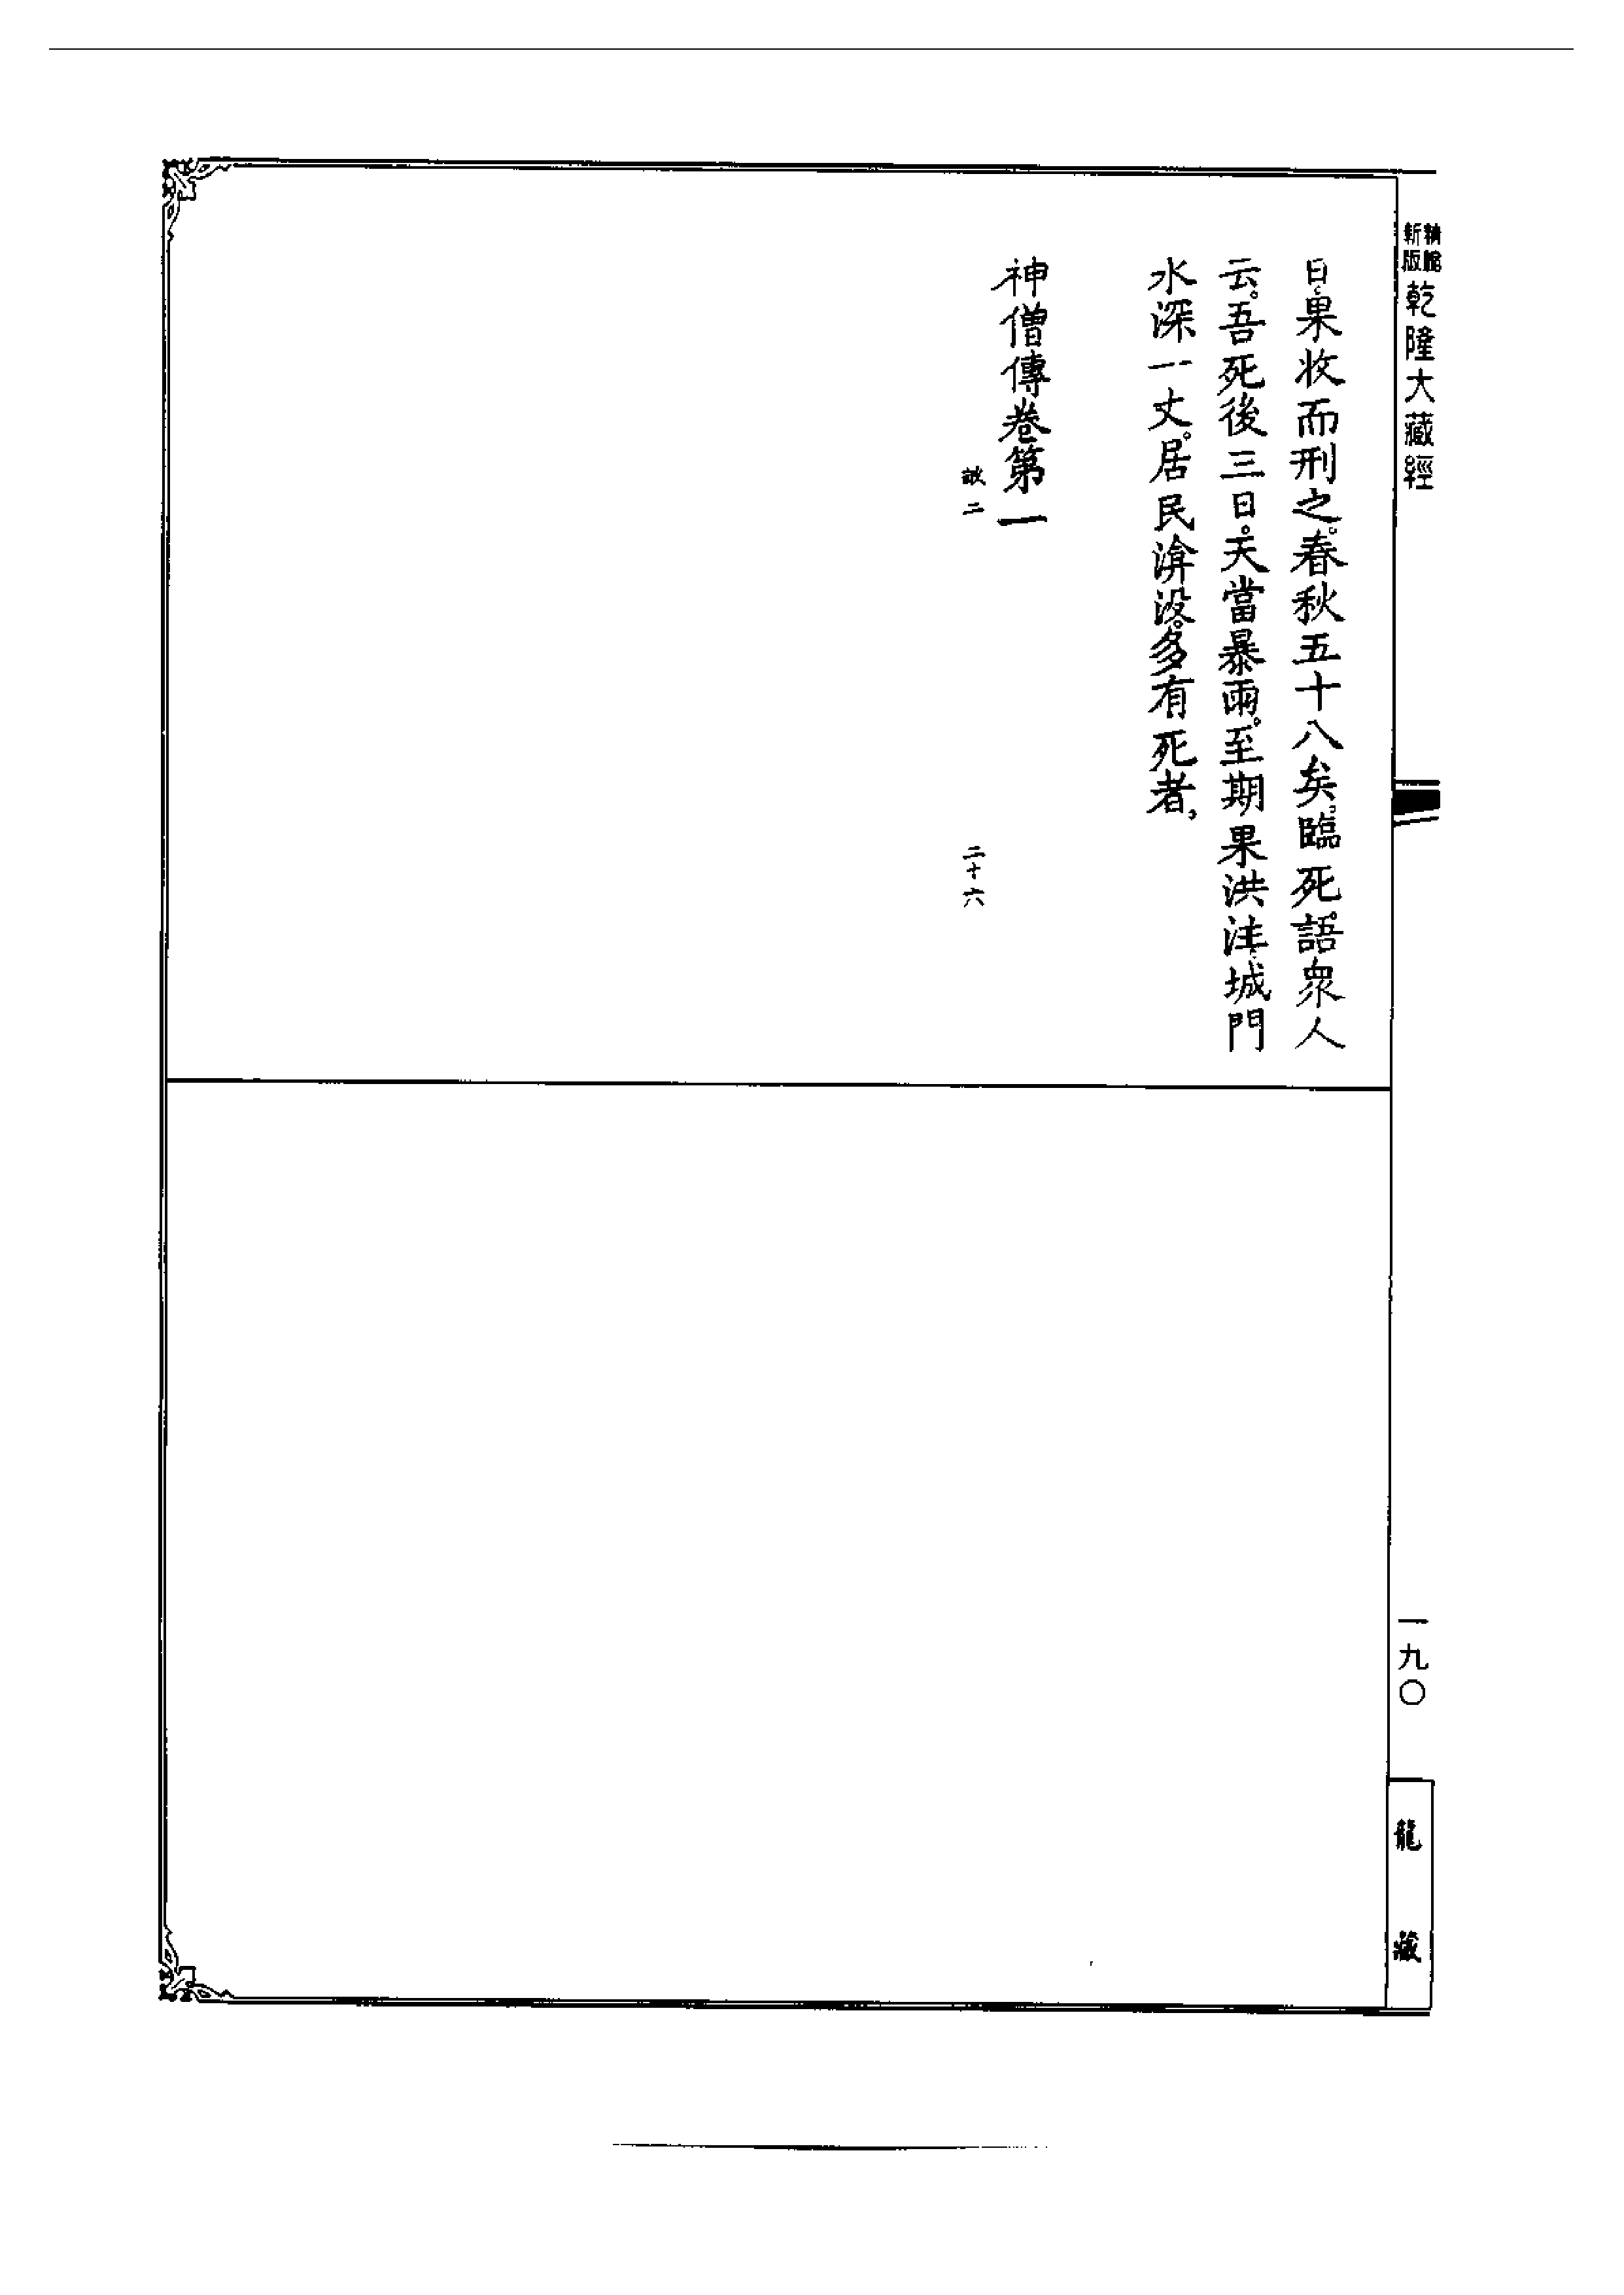 新版
乾隆大藏經
日。果收而刑之。春秋五十八矣。臨死。語衆人
云。吾死後三日。天當暴雨。至期果洪注城門
水深一丈。居民渰没。多有死者。
神僧傳卷第一
二
二十六
一九〇
龍藏